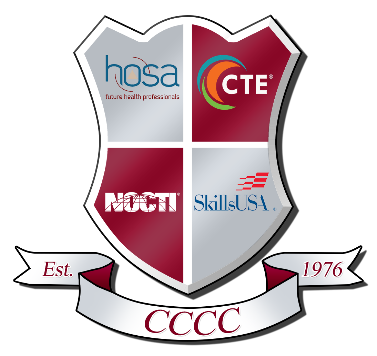 hosa
future health professionals
CTE®
NOCTI®
SkillsUSA
Est.
1976
CCCC